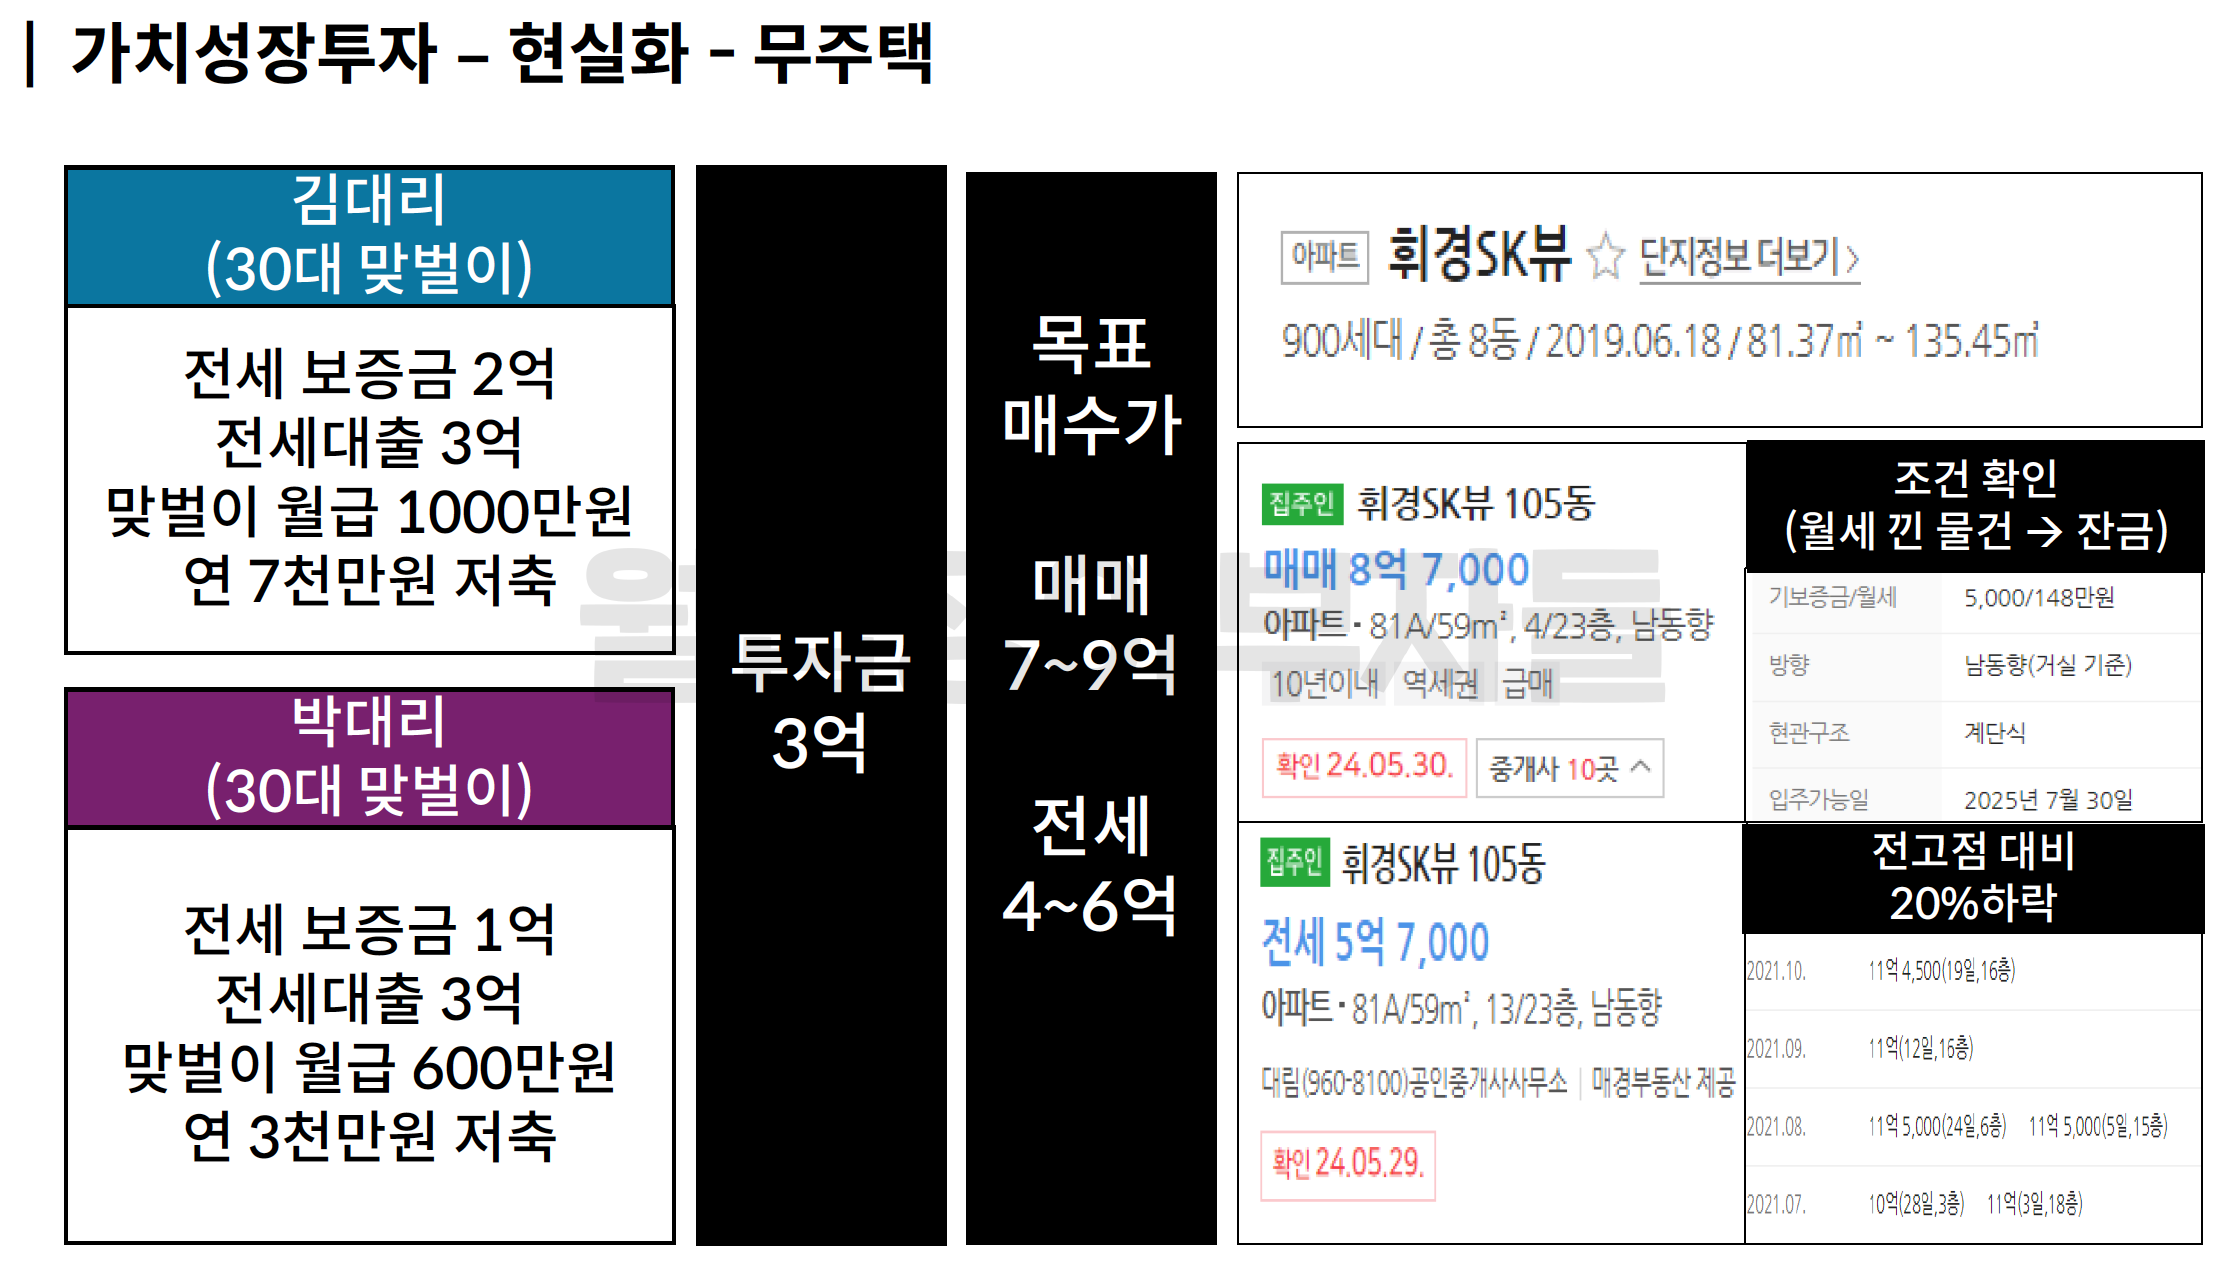 | 가치성장투자 – 현실화 - 무주택
김대리
(30대 맞벌이)
전세 보증금 2억
전세대출 3억
맞벌이 월급 1000만원
연 7천만원 저축
박대리
(30대 맞벌이)
전세 보증금 1억
전세대출 3억
맞벌이 월급 600만원
연 3천만원 저축
투자금
3억
목표
매수가
매매
7~9억
전세
4~6억
아파트 휘경SK뷰 ☆ 단지정보 더보기 >
900세대 / 총 8동 / 2019.06.18 / 81.37㎡ ~ 135.45㎡
집주인 휘경SK뷰 105동
매매 8억 7,000
아파트 · 81A/59m², 4/23층, 남동향
10년이내 역세권 급매
확인 24.05.30. 중개사 10곳
조건 확인
(월세 낀 물건 → 잔금)
기보증금/월세 5,000/148만원
방향 남동향(거실 기준)
현관구조 계단식
입주가능일 2025년 7월 30일
집주인 휘경SK뷰 105동
전세 5억 7,000
아파트 · 81A/59m², 13/23층, 남동향
대림(960-8100)공인중개사사무소 | 매경부동산 제공
확인 24.05.29.
전고점 대비
20%하락
2021.10. 11억 4,500(19일,16층)
2021.09. 11억(12일,16층)
2021.08. 11억 5,000(24일,6층) 11억 5,000(5일,15층)
2021.07. 10억(28일,3층) 11억(3일,18층)